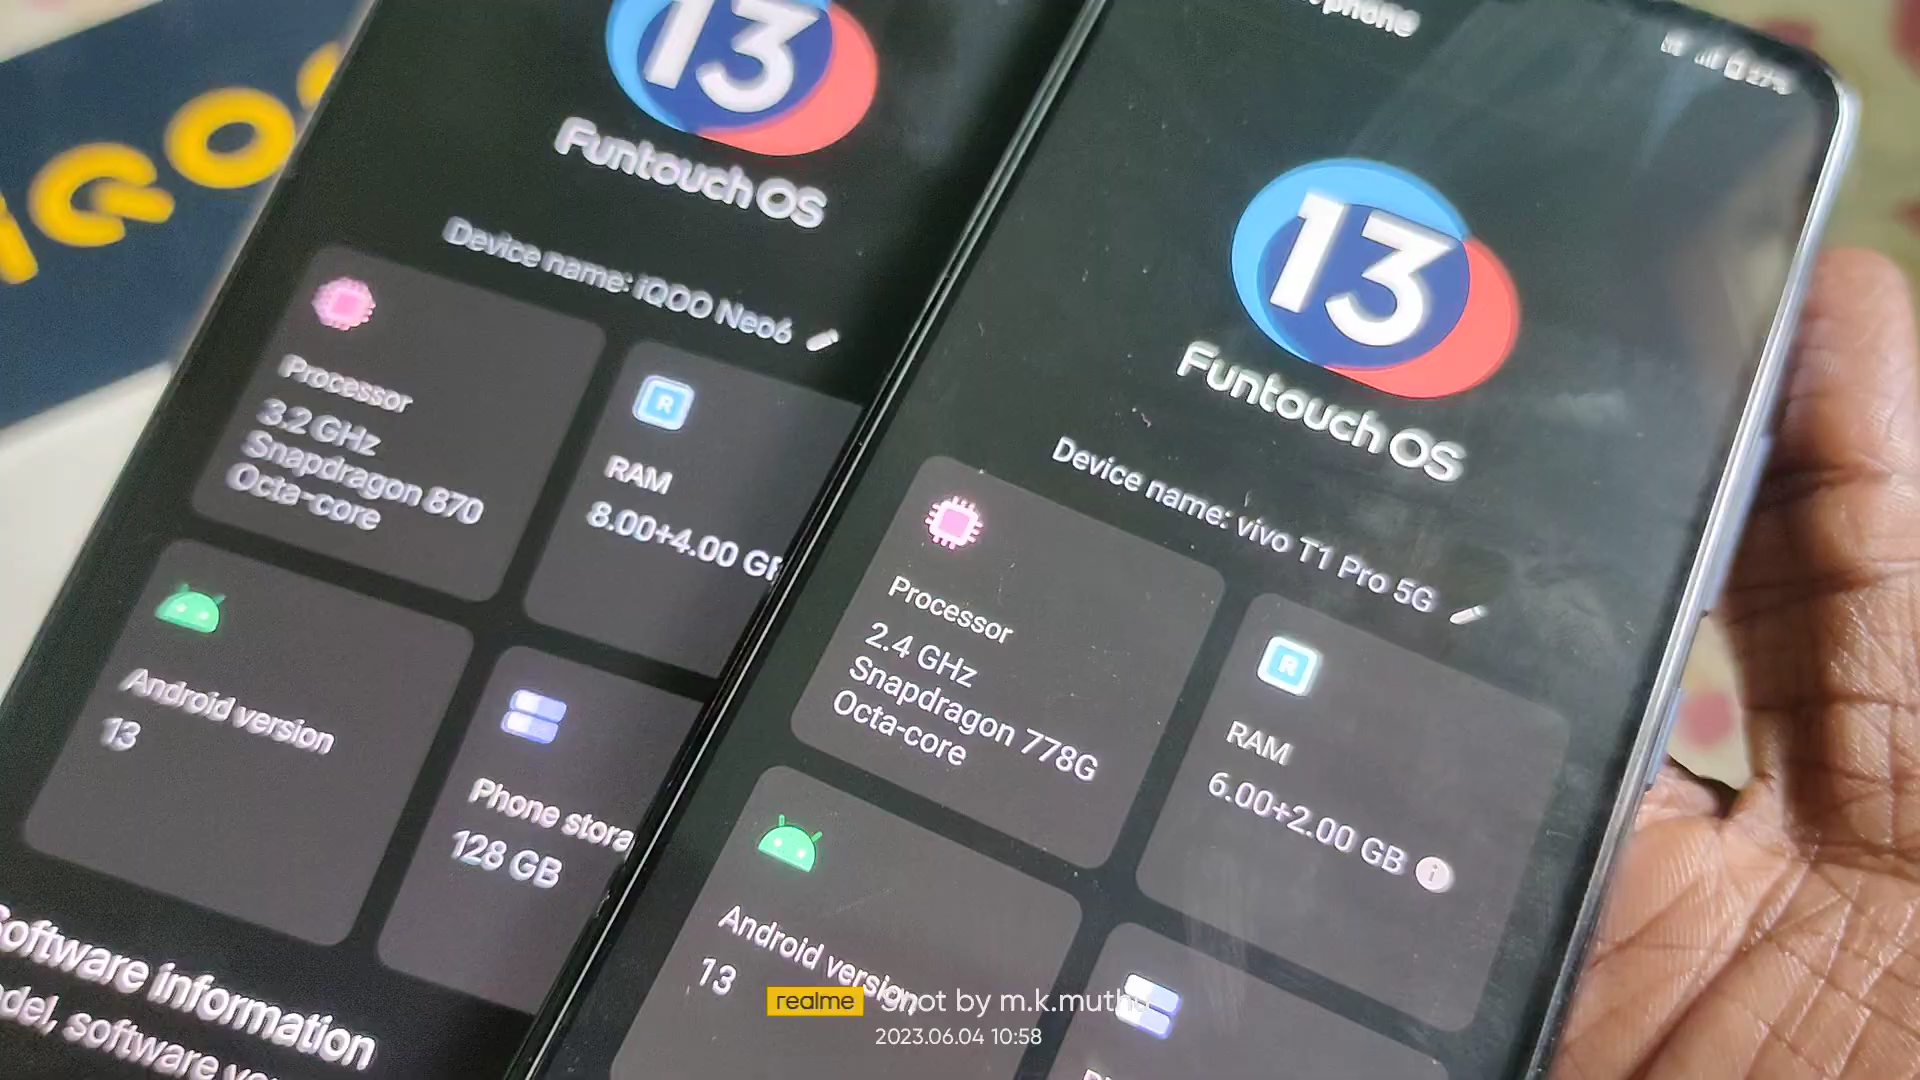 13
Funtouch OS
Device name: iQOO Neo6
Processor
3.2 GHz
Snapdragon 870
Octa-core
RAM
8.00+4.00
Android version
13
Phone
128 GB
Software information
software
phone
27%
13
Funtouch OS
Device name: vivo T1 Pro 5G
Processor
2.4 GHz
Snapdragon 778G
Octa-core
RAM
6.00+2.00 GB
Android version
13
realme Shot by m.k.muthu
2023.06.04 10:58